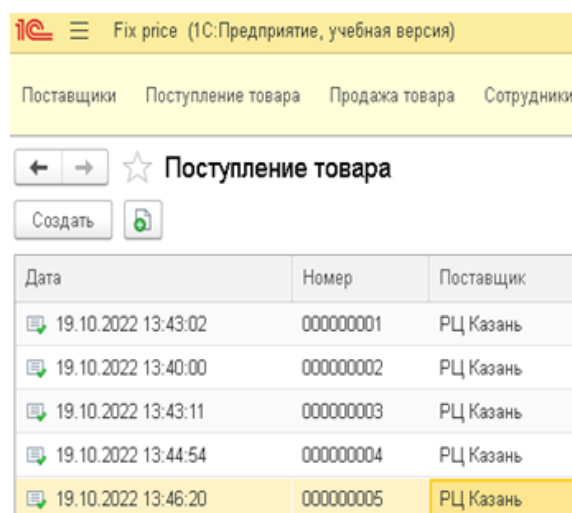 1С Fix price (1С:Предприятие, учебная версия)
Поставщики Поступление товара Продажа товара Сотрудники
Поступление товара
Создать
Дата Номер Поставщик
19.10.2022 13:43:02 000000001 РЦ Казань
19.10.2022 13:40:00 000000002 РЦ Казань
19.10.2022 13:43:11 000000003 РЦ Казань
19.10.2022 13:44:54 000000004 РЦ Казань
19.10.2022 13:46:20 000000005 РЦ Казань